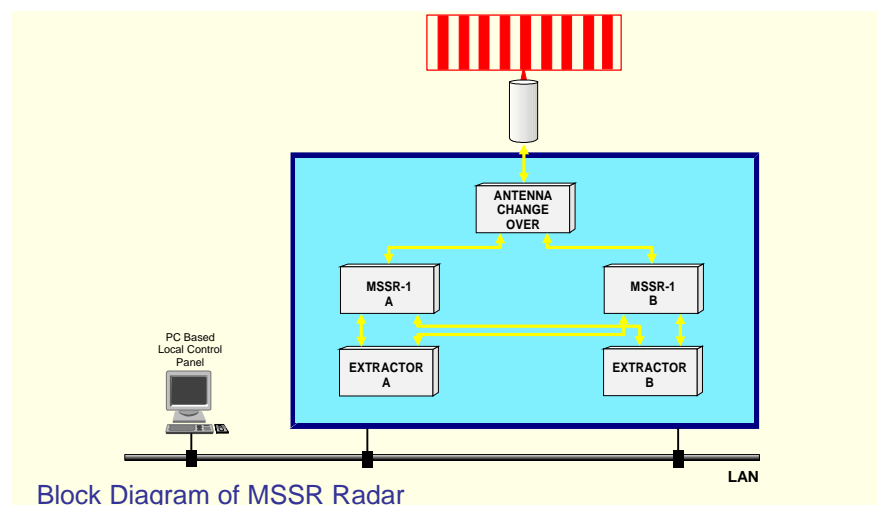 ANTENNA
CHANGE
OVER
MSSR-1
A
MSSR-1
B
PC Based
Local Control
Panel
EXTRACTOR
A
EXTRACTOR
B
LAN
Block Diagram of MSSR Radar